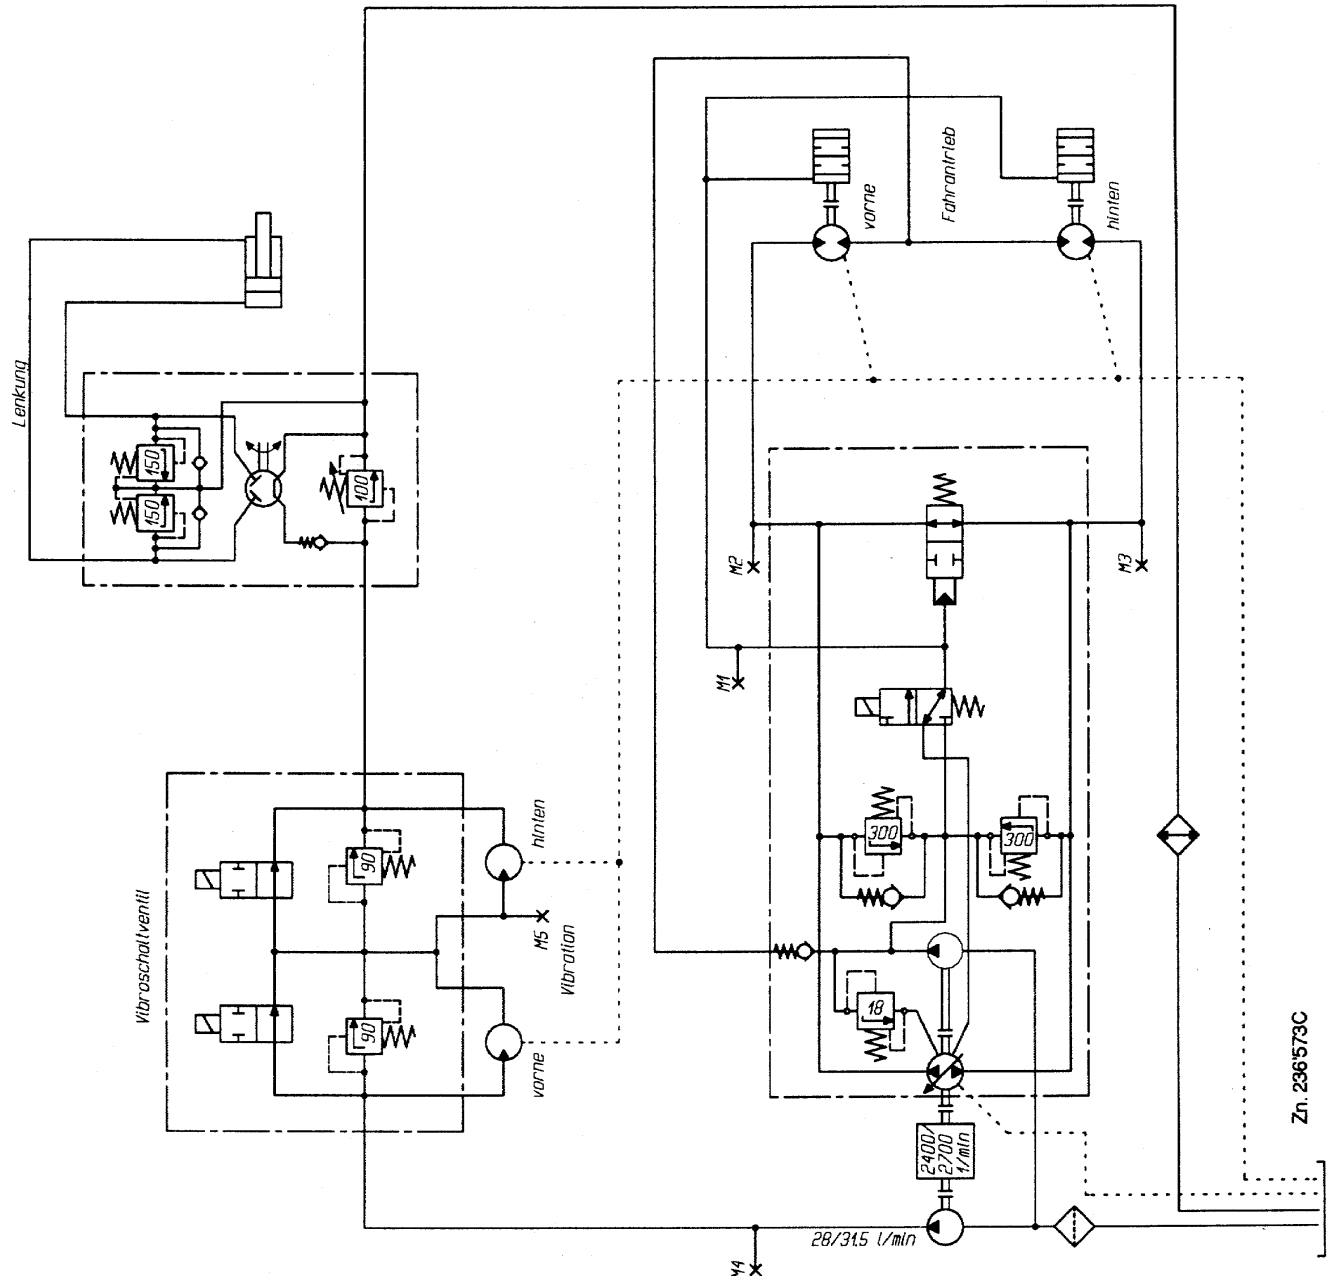 Lenkung
150
150
100
Vibroschaltventil
90
90
hinten
vorne
M5
Vibration
vorne
Fahrantrieb
hinten
M2
M3
M1
300
300
18
2400/
2700
1/min
28/31,5 l/min
M4
Zn. 236'573C